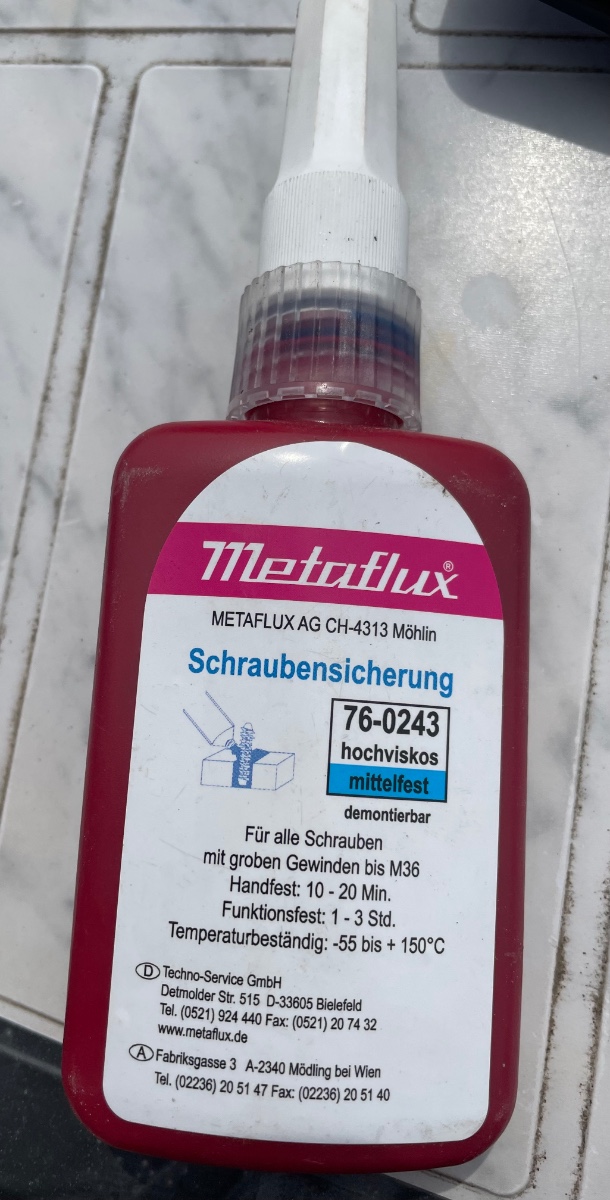 Metaflux®
METAFLUX AG CH-4313 Möhlin
Schraubensicherung
76-0243
hochviskos
mittelfest
demontierbar
Für alle Schrauben
mit groben Gewinden bis M36
Handfest: 10 - 20 Min.
Funktionsfest: 1 - 3 Std.
Temperaturbeständig: -55 bis + 150°C
D Techno-Service GmbH
Detmolder Str. 515 D-33605 Bielefeld
Tel. (0521) 924 440 Fax: (0521) 20 74 32
www.metaflux.de
A Fabriksgasse 3 A-2340 Mödling bei Wien
Tel. (02236) 20 51 47 Fax: (02236) 20 51 40